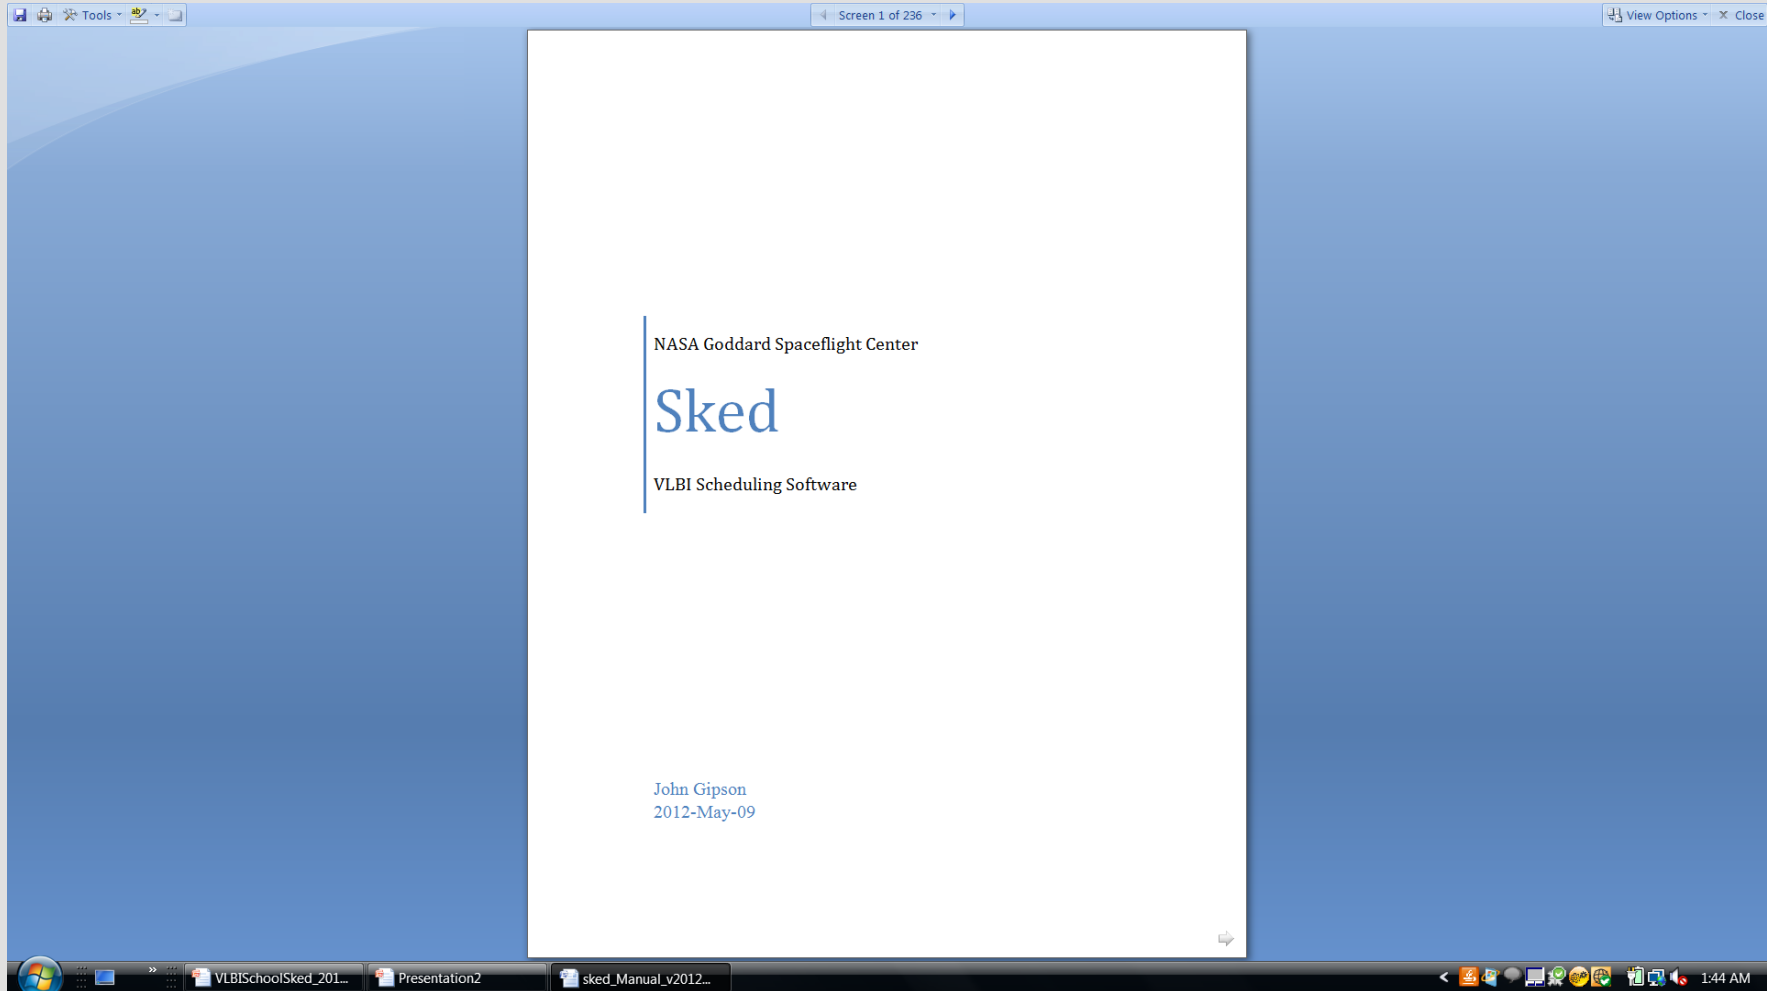 Tools
Screen 1 of 236
View Options
Close
NASA Goddard Spaceflight Center
Sked
VLBI Scheduling Software
John Gipson
2012-May-09
VLBISchoolSked_201...
Presentation2
sked_Manual_v2012...
1:44 AM